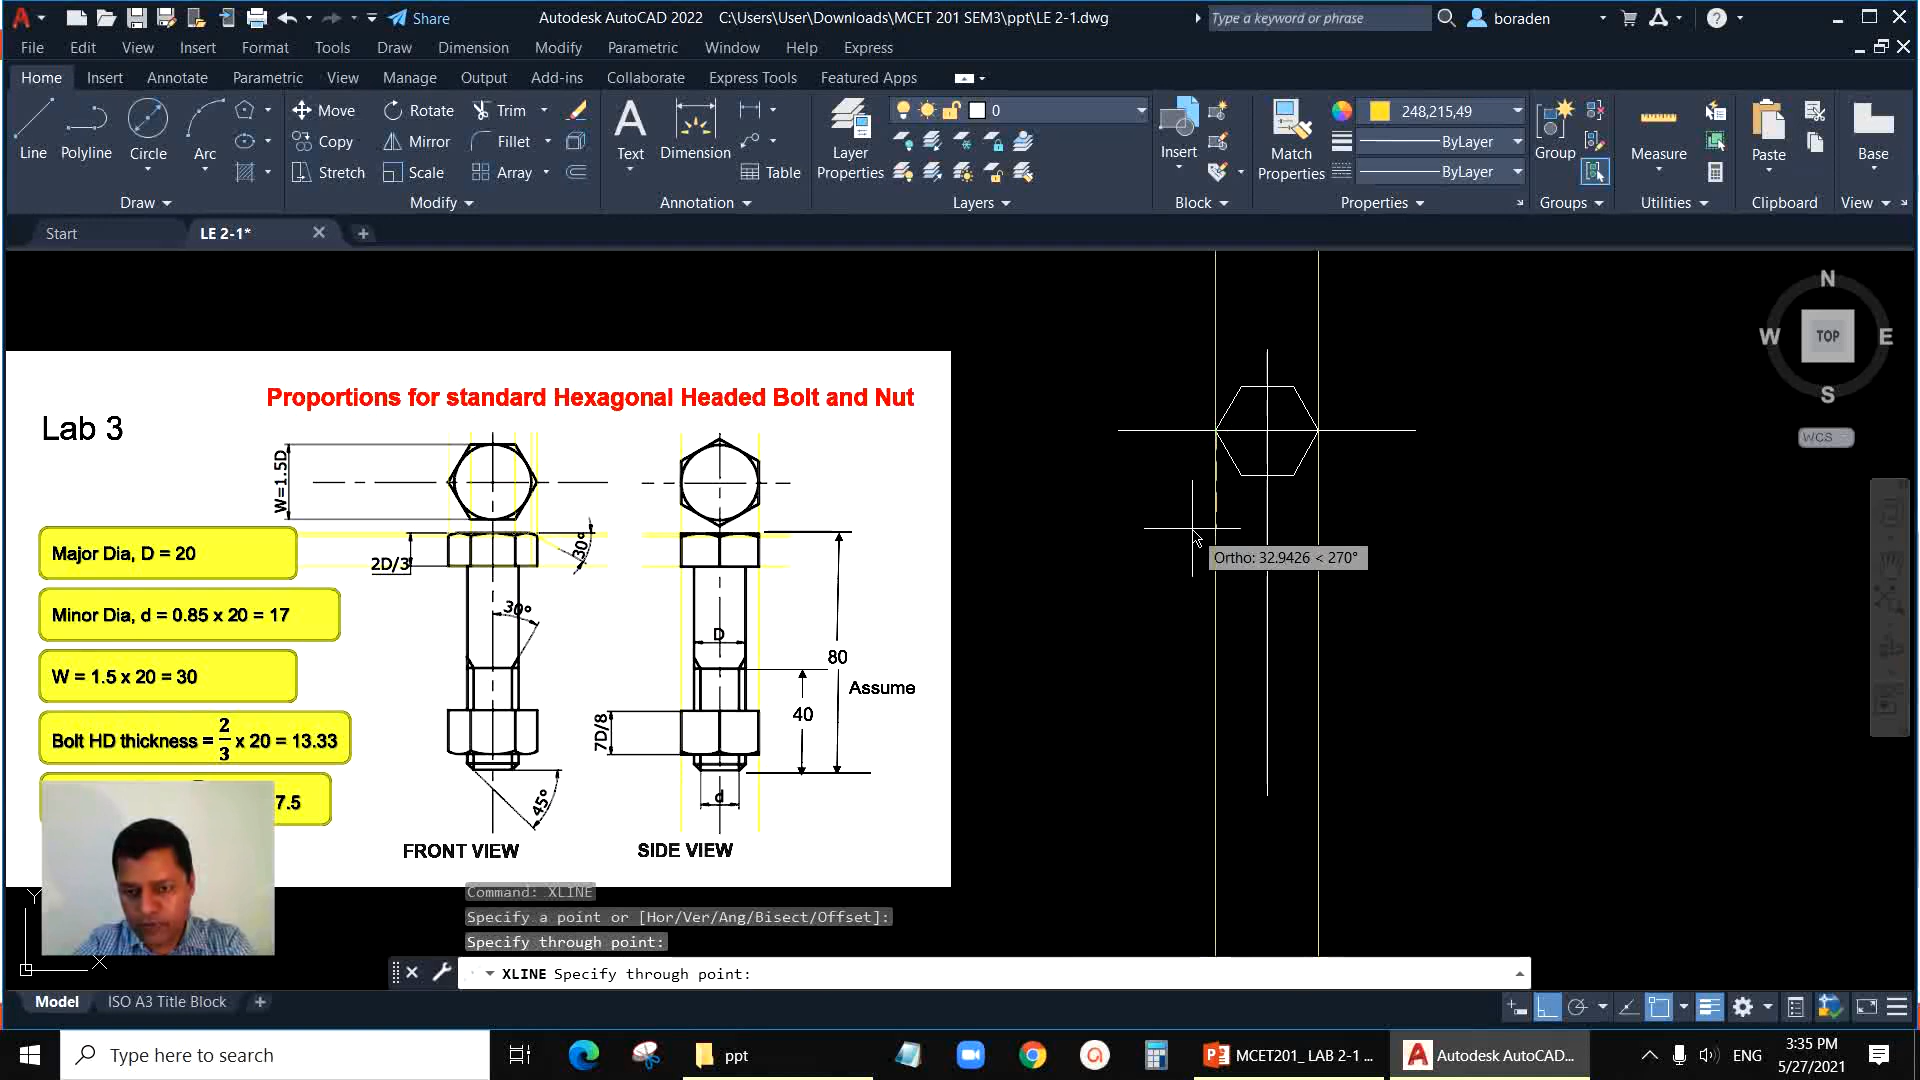 Share
Autodesk AutoCAD 2022 C:\Users\User\Downloads\MCET 201 SEM3\ppt\LE 2-1.dwg
Type a keyword or phrase
boraden
File Edit View Insert Format Tools Draw Dimension Modify Parametric Window Help Express
Home Insert Annotate Parametric View Manage Output Add-ins Collaborate Express Tools Featured Apps
Line Polyline Circle Arc
Move Rotate Trim
Copy Mirror Fillet
Stretch Scale Array
Text Dimension
Table
Layer Properties
0
Insert
Match Properties
248,215,49
ByLayer
ByLayer
Group
Measure
Paste
Base
Draw Modify Annotation Layers Block Properties Groups Utilities Clipboard View
Start LE 2-1*
N
W TOP E
S
WCS
Proportions for standard Hexagonal Headed Bolt and Nut
Lab 3
W=1.5D
Major Dia, D = 20
2D/3
30°
Minor Dia, d = 0.85 x 20 = 17
30°
D
W = 1.5 x 20 = 30
80
Assume
40
Bolt HD thickness = 2/3 x 20 = 13.33
7D/8
7.5
45°
d
FRONT VIEW
SIDE VIEW
Ortho: 32.9426 < 270°
Y
X
Command: XLINE
Specify a point or [Hor/Ver/Ang/Bisect/Offset]:
Specify through point:
XLINE Specify through point:
Model ISO A3 Title Block
Type here to search
ppt
MCET201_ LAB 2-1 ...
Autodesk AutoCAD...
ENG
3:35 PM
5/27/2021